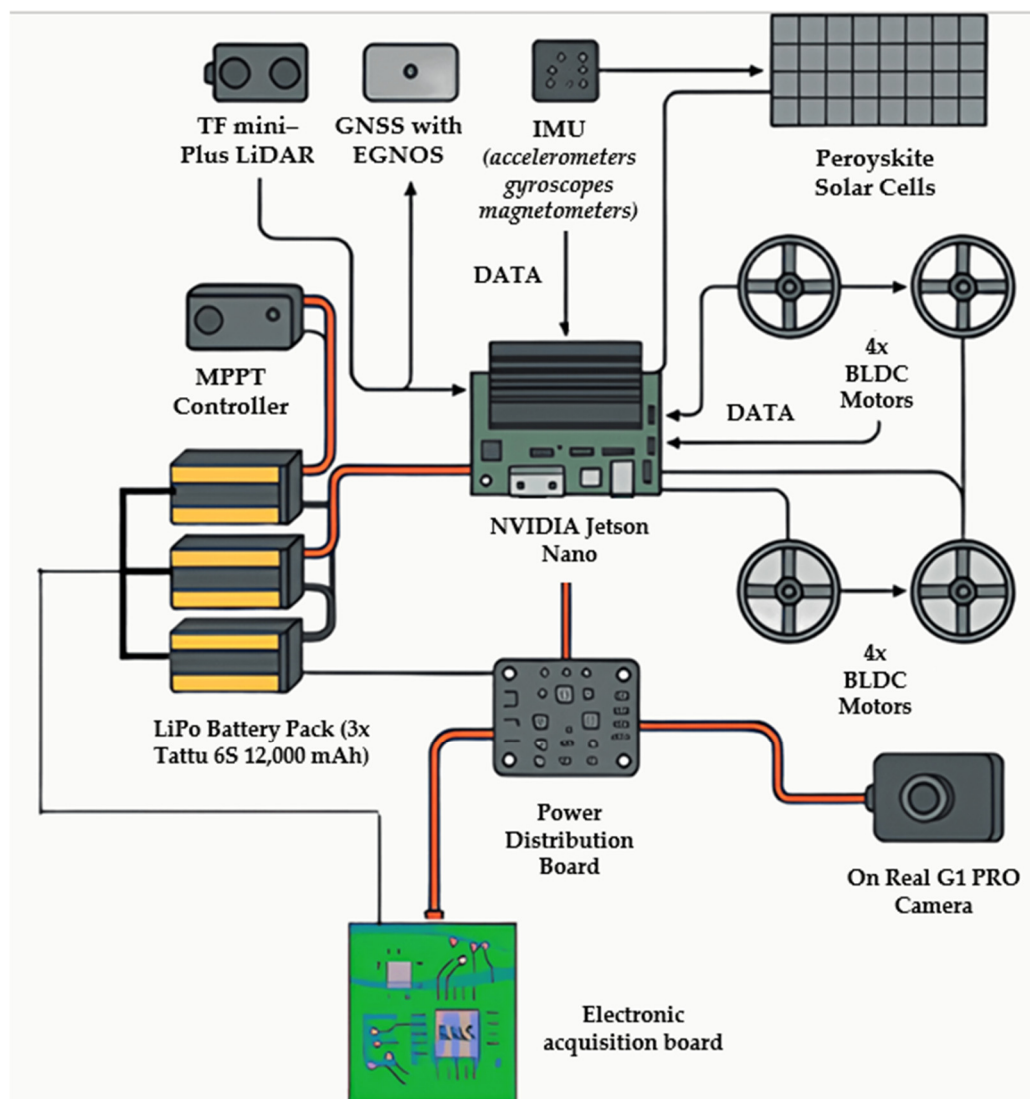 TF mini–
Plus LiDAR
GNSS with
EGNOS
IMU
(accelerometers
gyroscopes
magnetometers)
Peroyskite
Solar Cells
DATA
MPPT
Controller
4x
BLDC
Motors
DATA
NVIDIA Jetson
Nano
4x
BLDC
Motors
LiPo Battery Pack (3x
Tattu 6S 12,000 mAh)
Power
Distribution
Board
On Real G1 PRO
Camera
Electronic
acquisition board